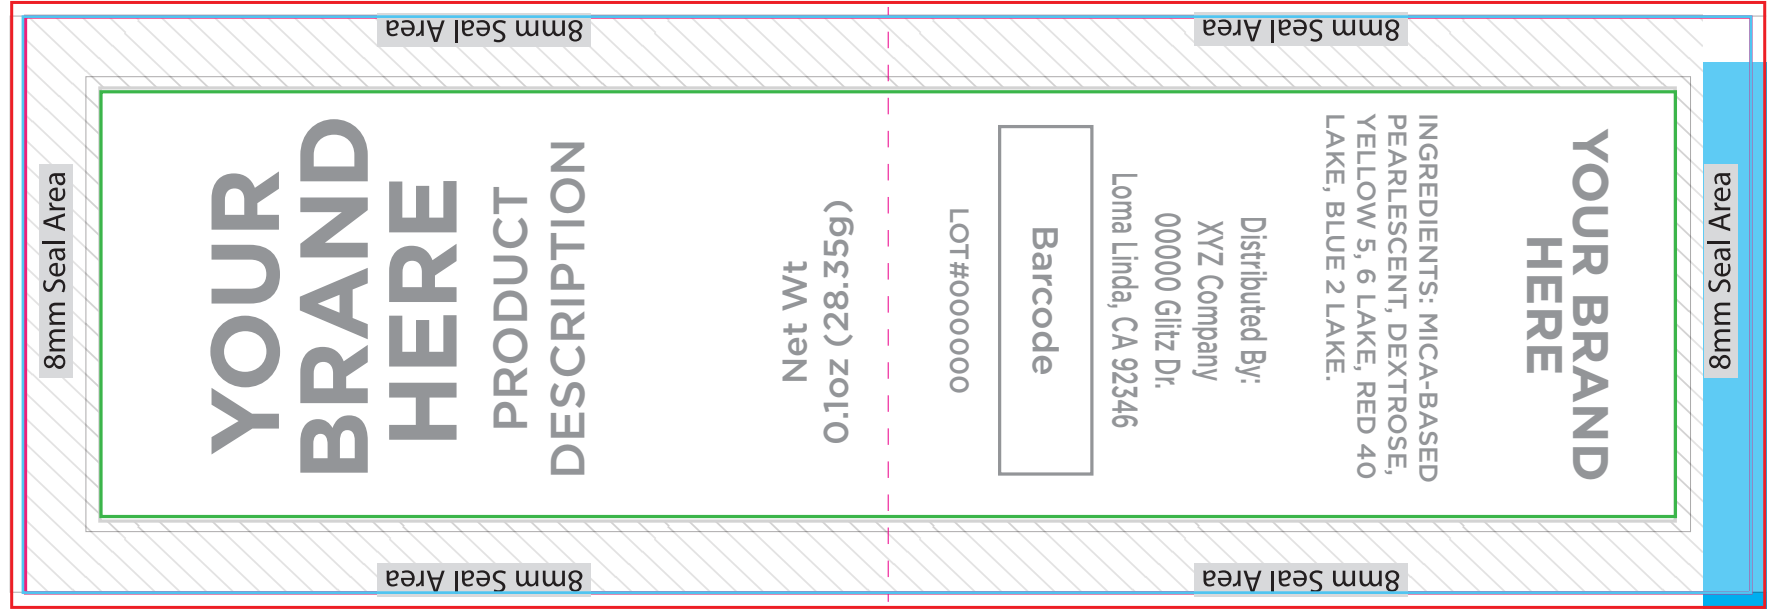 8mm Seal Area
8mm Seal Area
8mm Seal Area
YOUR
BRAND
HERE
PRODUCT
DESCRIPTION
Net Wt
0.1oz (28.35g)
YOUR BRAND
HERE
INGREDIENTS: MICA-BASED
PEARLESCENT, DEXTROSE,
YELLOW 5, 6 LAKE, RED 40
LAKE, BLUE 2 LAKE.
Distributed By:
XYZ Company
00000 Glitz Dr.
Loma Linda, CA 92346
Barcode
LOT#000000
8mm Seal Area
8mm Seal Area
8mm Seal Area